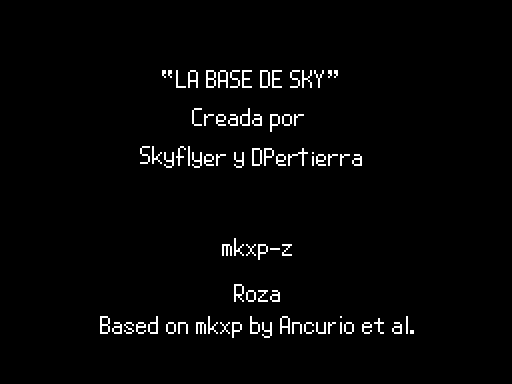 "LA BASE DE SKY"
Creada por
Skyflyer y DPertierra
mkxp-z
Roza
Based on mkxp by Ancurio et al.